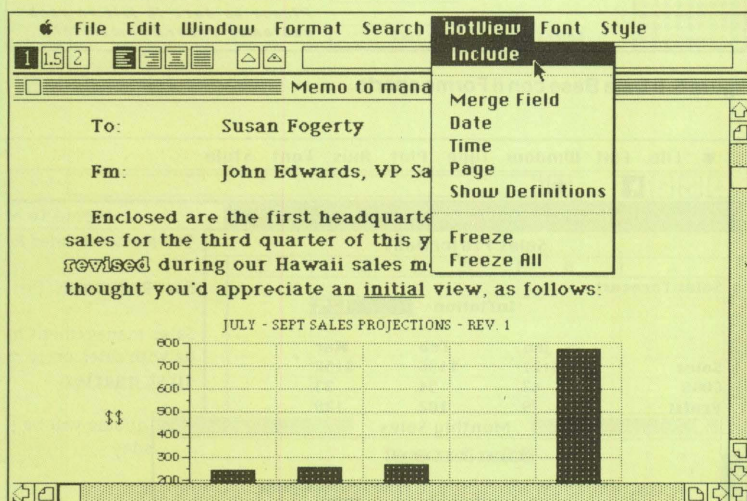 File Edit Window Format Search HotView Font Style
1 1.5 2
Include
Merge Field
Date
Time
Page
Show Definitions
Freeze
Freeze All
Memo to mana
To: Susan Fogerty
Fm: John Edwards, VP Sa
Enclosed are the first headquarte
sales for the third quarter of this y
revised during our Hawaii sales m
thought you'd appreciate an initial view, as follows:
JULY - SEPT SALES PROJECTIONS - REV. 1
800
700
600
$$
500
400
300
200